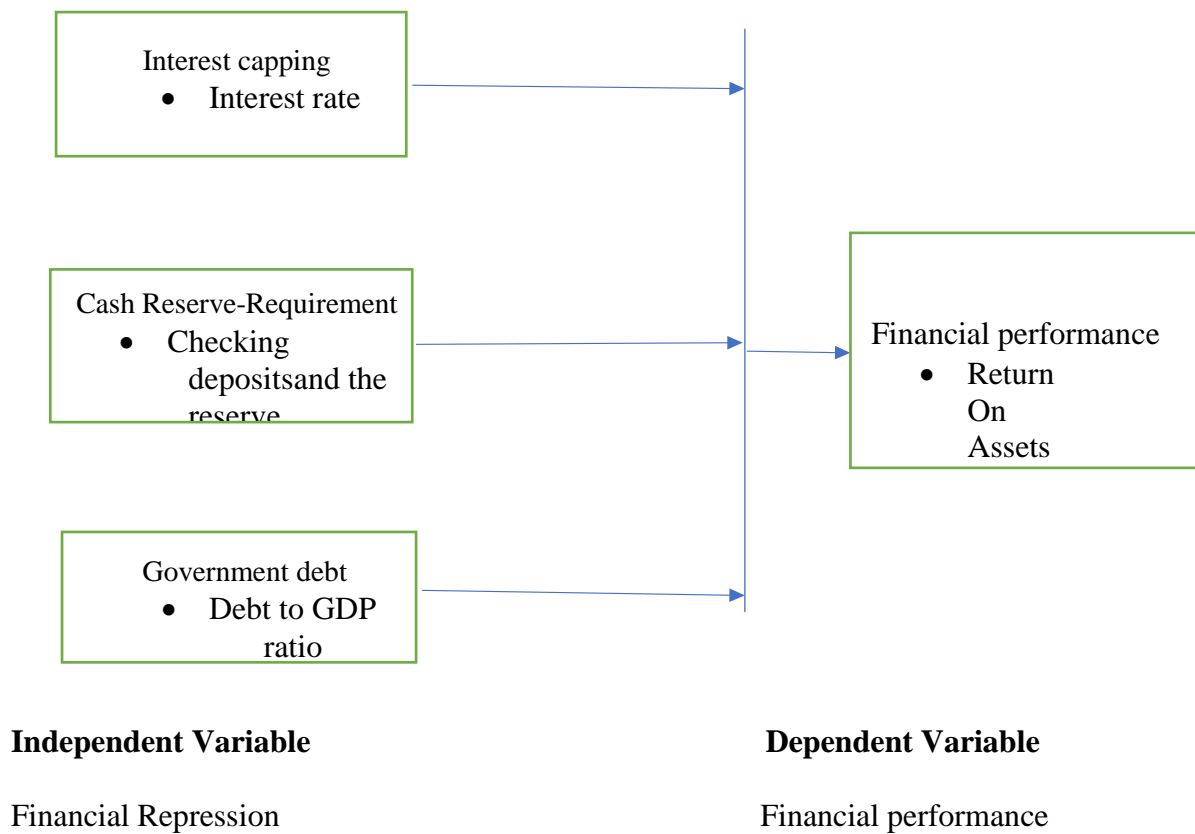 Interest capping
• Interest rate
Cash Reserve-Requirement
• Checking
depositsand the
reserve
Government debt
• Debt to GDP
ratio
Financial performance
• Return
On
Assets
Independent Variable
Dependent Variable
Financial Repression
Financial performance